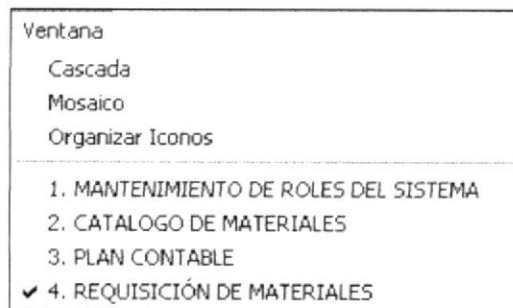 Ventana
Cascada
Mosaico
Organizar Iconos
1. MANTENIMIENTO DE ROLES DEL SISTEMA
2. CATALOGO DE MATERIALES
3. PLAN CONTABLE
✔ 4. REQUISICIÓN DE MATERIALES